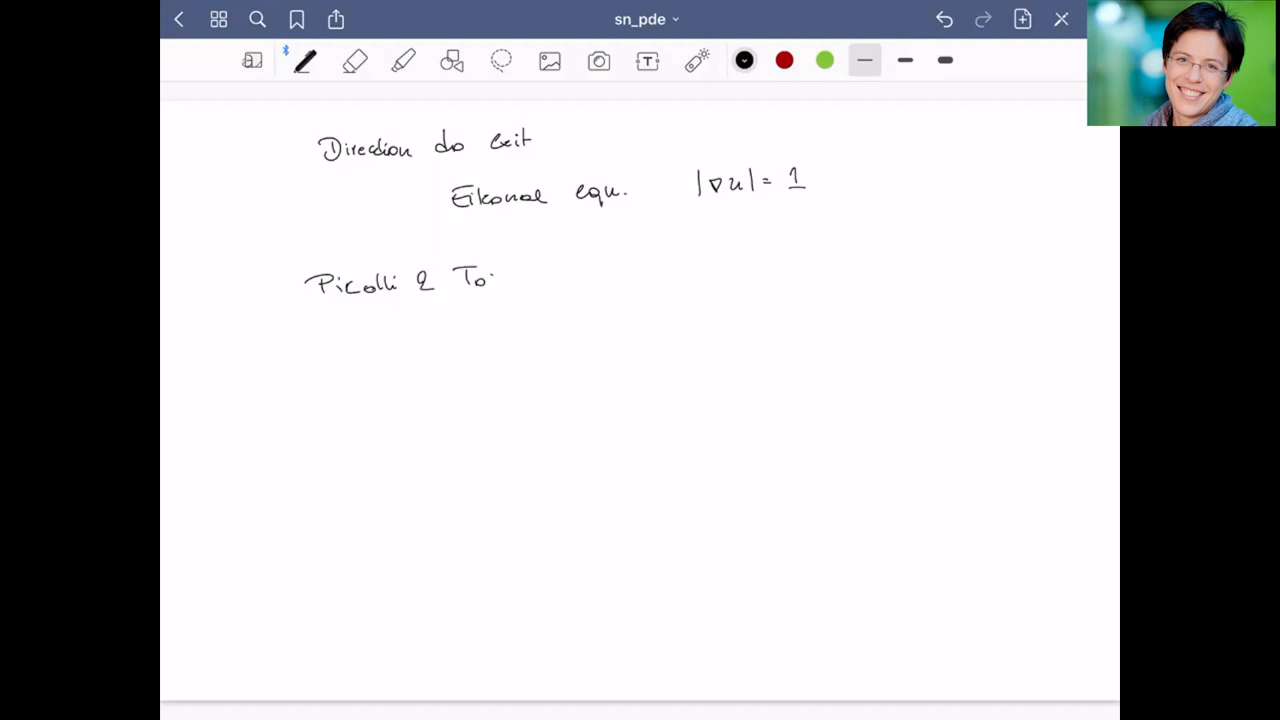 sn_pde
Direction do exit
Eikonal equ. |∇u| = 1
Picolli & To